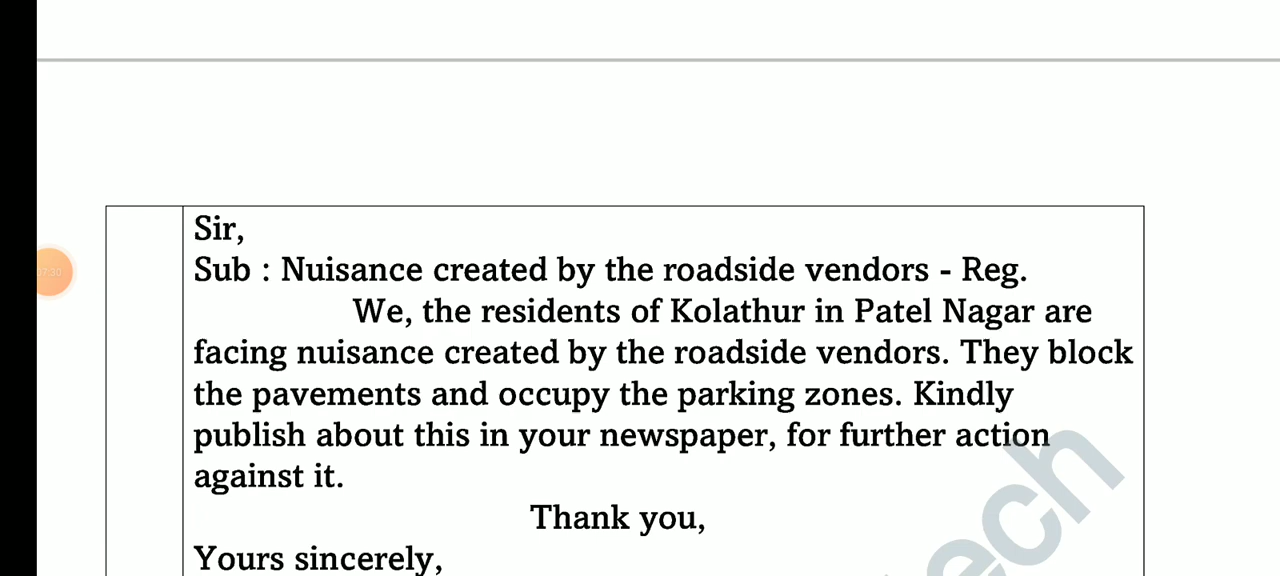 Sir,
Sub : Nuisance created by the roadside vendors - Reg.
We, the residents of Kolathur in Patel Nagar are
facing nuisance created by the roadside vendors. They block
the pavements and occupy the parking zones. Kindly
publish about this in your newspaper, for further action
against it.
Thank you,
Yours sincerely,
ech